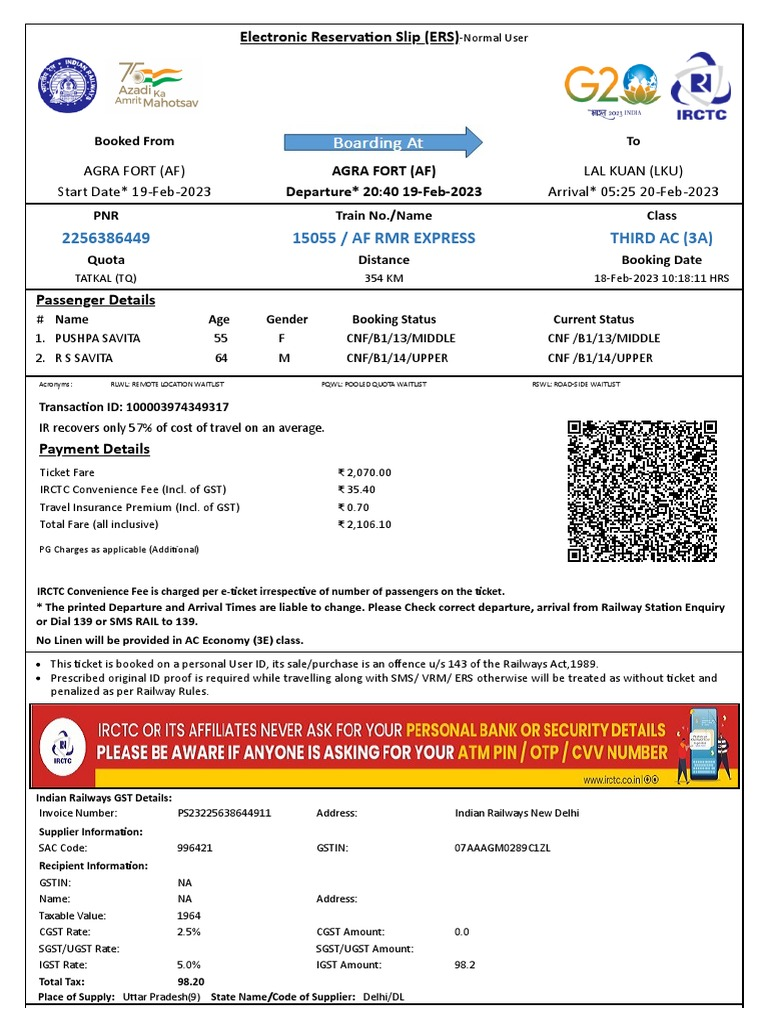 Electronic Reservation Slip (ERS)-Normal User
INDIAN RAILWAYS
75
Azadi Ka
Amrit Mahotsav
G20
भारत 2023 INDIA
IRCTC
Booked From
Boarding At
To
AGRA FORT (AF)
AGRA FORT (AF)
LAL KUAN (LKU)
Start Date* 19-Feb-2023
Departure* 20:40 19-Feb-2023
Arrival* 05:25 20-Feb-2023
PNR
Train No./Name
Class
2256386449
15055 / AF RMR EXPRESS
THIRD AC (3A)
Quota
Distance
Booking Date
TATKAL (TQ)
354 KM
18-Feb-2023 10:18:11 HRS
Passenger Details
# Name Age Gender Booking Status Current Status
1. PUSHPA SAVITA 55 F CNF/B1/13/MIDDLE CNF /B1/13/MIDDLE
2. R S SAVITA 64 M CNF/B1/14/UPPER CNF /B1/14/UPPER
Acronyms: RLWL: REMOTE LOCATION WAITLIST PQWL: POOLED QUOTA WAITLIST RSWL: ROAD-SIDE WAITLIST
Transaction ID: 100003974349317
IR recovers only 57% of cost of travel on an average.
Payment Details
Ticket Fare ₹ 2,070.00
IRCTC Convenience Fee (Incl. of GST) ₹ 35.40
Travel Insurance Premium (Incl. of GST) ₹ 0.70
Total Fare (all inclusive) ₹ 2,106.10
PG Charges as applicable (Additional)
IRCTC Convenience Fee is charged per e-ticket irrespective of number of passengers on the ticket.
* The printed Departure and Arrival Times are liable to change. Please Check correct departure, arrival from Railway Station Enquiry
or Dial 139 or SMS RAIL to 139.
No Linen will be provided in AC Economy (3E) class.
• This ticket is booked on a personal User ID, its sale/purchase is an offence u/s 143 of the Railways Act,1989.
• Prescribed original ID proof is required while travelling along with SMS/ VRM/ ERS otherwise will be treated as without ticket and
penalized as per Railway Rules.
IRCTC
IRCTC OR ITS AFFILIATES NEVER ASK FOR YOUR PERSONAL BANK OR SECURITY DETAILS
PLEASE BE AWARE IF ANYONE IS ASKING FOR YOUR ATM PIN / OTP / CVV NUMBER
www.irctc.co.in
Indian Railways GST Details:
Invoice Number: PS23225638644911 Address: Indian Railways New Delhi
Supplier Information:
SAC Code: 996421 GSTIN: 07AAAGM0289C1ZL
Recipient Information:
GSTIN: NA
Name: NA Address:
Taxable Value: 1964
CGST Rate: 2.5% CGST Amount: 0.0
SGST/UGST Rate: SGST/UGST Amount:
IGST Rate: 5.0% IGST Amount: 98.2
Total Tax: 98.20
Place of Supply: Uttar Pradesh(9) State Name/Code of Supplier: Delhi/DL